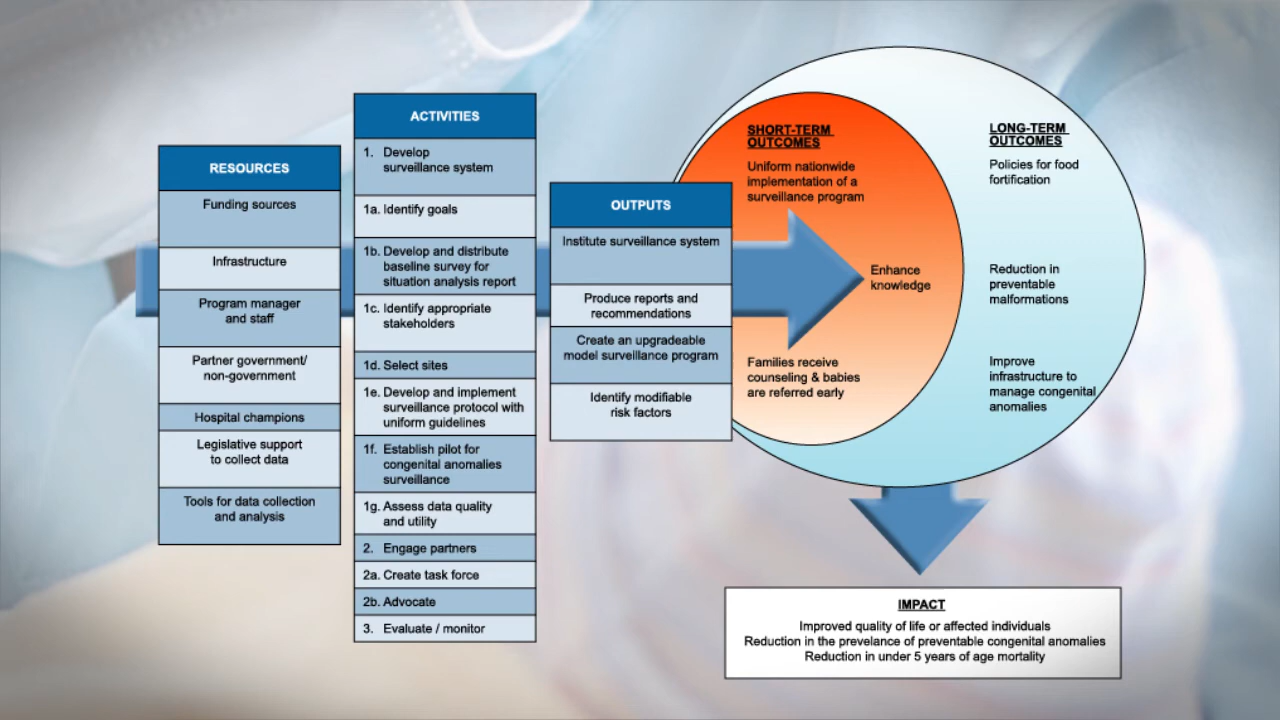 RESOURCES
Funding sources
Infrastructure
Program manager
and staff
Partner government/
non-government
Hospital champions
Legislative support
to collect data
Tools for data collection
and analysis
ACTIVITIES
1. Develop
surveillance system
1a. Identify goals
1b. Develop and distribute
baseline survey for
situation analysis report
1c. Identify appropriate
stakeholders
1d. Select sites
1e. Develop and implement
surveillance protocol with
uniform guidelines
1f. Establish pilot for
congenital anomalies
surveillance
1g. Assess data quality
and utility
2. Engage partners
2a. Create task force
2b. Advocate
3. Evaluate / monitor
OUTPUTS
Institute surveillance system
Produce reports and
recommendations
Create an upgradeable
model surveillance program
Identify modifiable
risk factors
SHORT-TERM
OUTCOMES
Uniform nationwide
implementation of a
surveillance program
Enhance
knowledge
Families receive
counseling & babies
are referred early
LONG-TERM
OUTCOMES
Policies for food
fortification
Reduction in
preventable
malformations
Improve
infrastructure to
manage congenital
anomalies
IMPACT
Improved quality of life or affected individuals
Reduction in the prevelance of preventable congenital anomalies
Reduction in under 5 years of age mortality